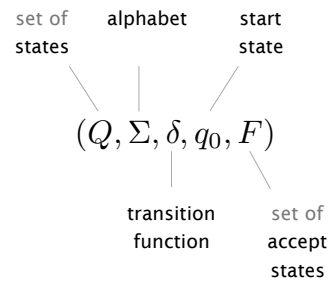 set of
states
alphabet
start
state
(Q, Σ, δ, q₀, F)
transition
function
set of
accept
states